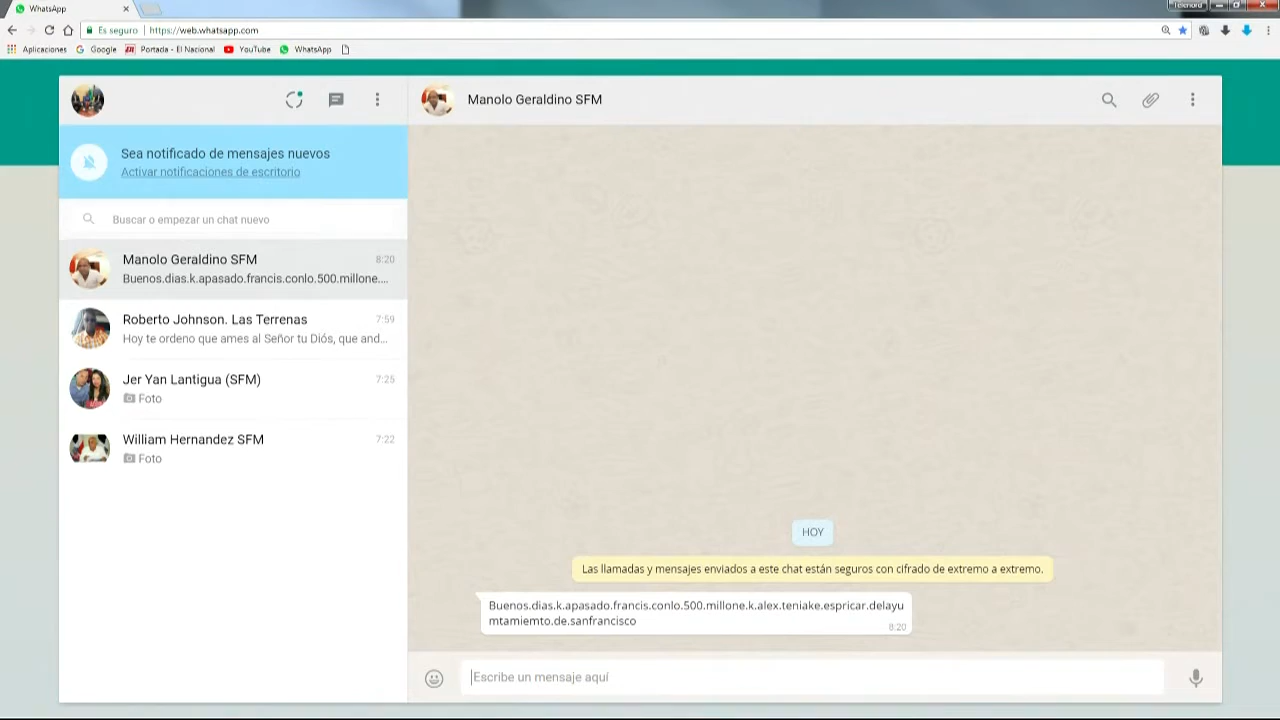 WhatsApp
Telenord
Es seguro
https://web.whatsapp.com
Aplicaciones
Google
Portada - El Nacional
YouTube
WhatsApp
Manolo Geraldino SFM
Sea notificado de mensajes nuevos
Activar notificaciones de escritorio
Buscar o empezar un chat nuevo
Manolo Geraldino SFM
8:20
Buenos.dias.k.apasado.francis.conlo.500.millone....
Roberto Johnson. Las Terrenas
7:59
Hoy te ordeno que ames al Señor tu Diós, que and...
Jer Yan Lantigua (SFM)
7:25
Foto
William Hernandez SFM
7:22
Foto
HOY
Las llamadas y mensajes enviados a este chat están seguros con cifrado de extremo a extremo.
Buenos.dias.k.apasado.francis.conlo.500.millone.k.alex.teniake.espricar.delayu
mtamiemto.de.sanfrancisco
8:20
Escribe un mensaje aquí